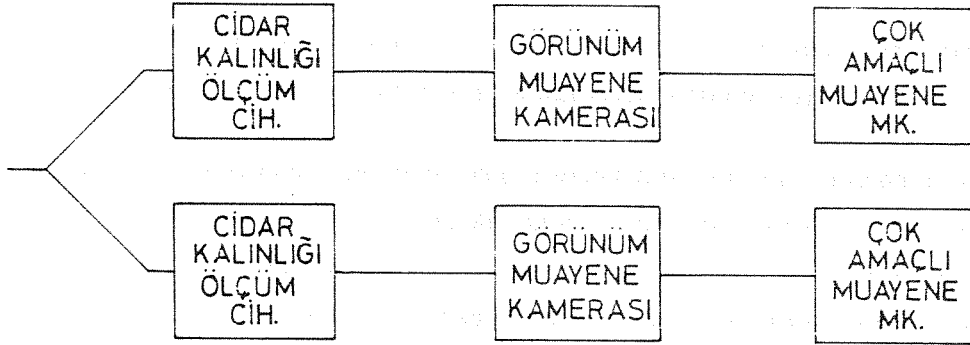 CİDAR
KALINLIĞI
ÖLÇÜM
CİH.
GÖRÜNÜM
MUAYENE
KAMERASI
ÇOK
AMAÇLI
MUAYENE
MK.
CİDAR
KALINLIĞI
ÖLÇÜM
CİH.
GÖRÜNÜM
MUAYENE
KAMERASI
ÇOK
AMAÇLI
MUAYENE
MK.